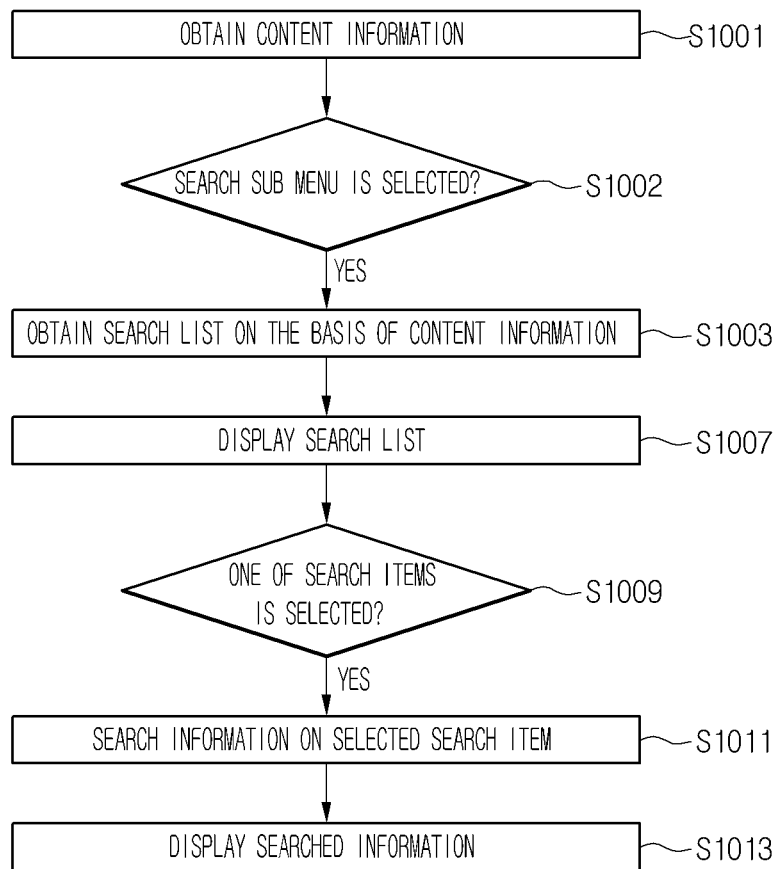 OBTAIN CONTENT INFORMATION S1001
SEARCH SUB MENU IS SELECTED? S1002
YES
OBTAIN SEARCH LIST ON THE BASIS OF CONTENT INFORMATION S1003
DISPLAY SEARCH LIST S1007
ONE OF SEARCH ITEMS
IS SELECTED? S1009
YES
SEARCH INFORMATION ON SELECTED SEARCH ITEM S1011
DISPLAY SEARCHED INFORMATION S1013